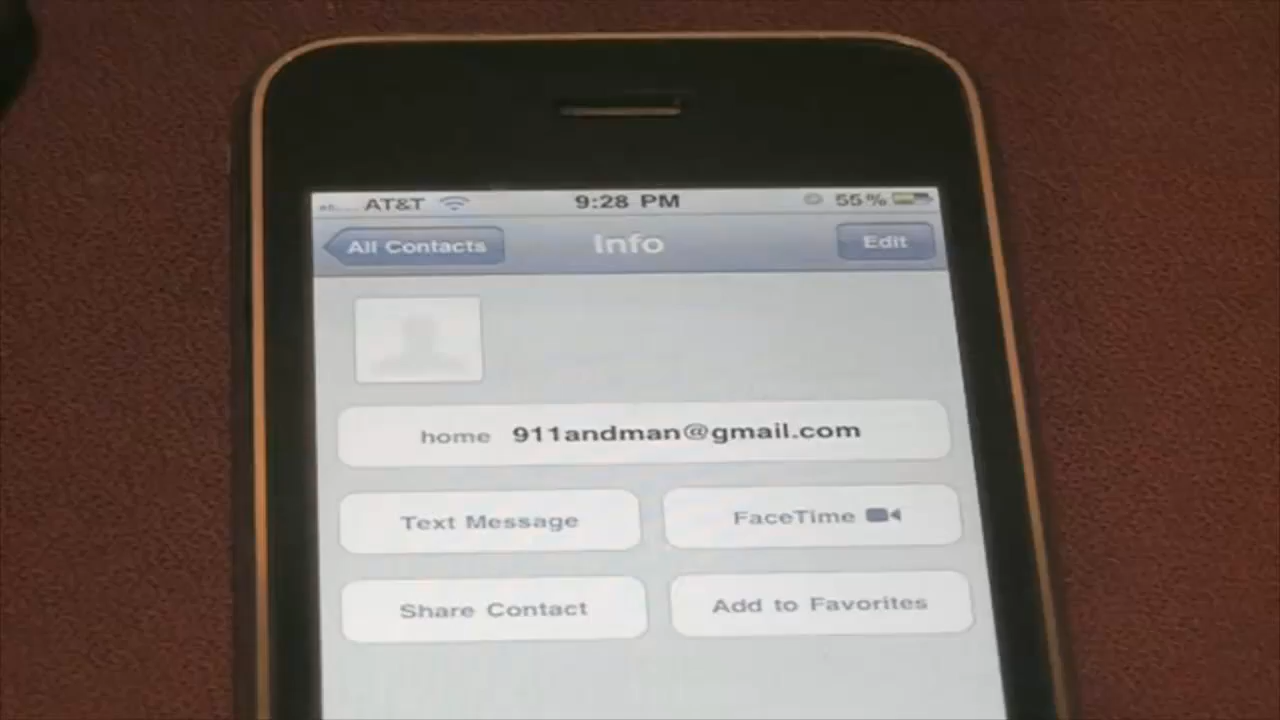 AT&T 9:28 PM 55%
All Contacts Info Edit
home 911andman@gmail.com
Text Message FaceTime
Share Contact Add to Favorites